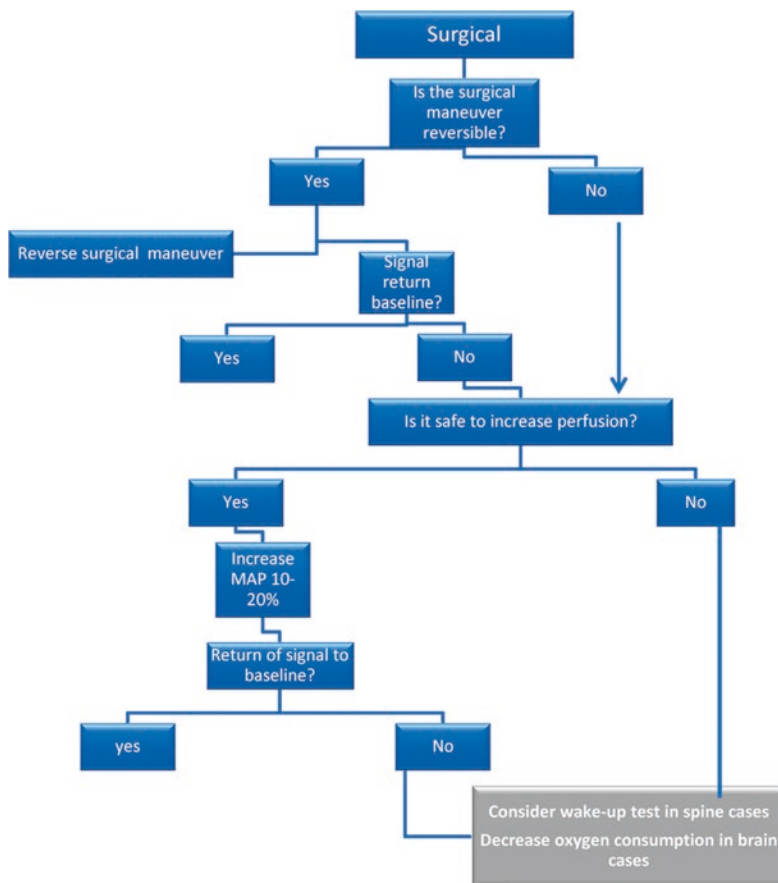 Surgical
Is the surgical
maneuver
reversible?
Yes
No
Reverse surgical maneuver
Signal
return
baseline?
Yes
No
Is it safe to increase perfusion?
Yes
No
Increase
MAP 10-
20%
Return of signal to
baseline?
yes
No
Consider wake-up test in spine cases
Decrease oxygen consumption in brain
cases